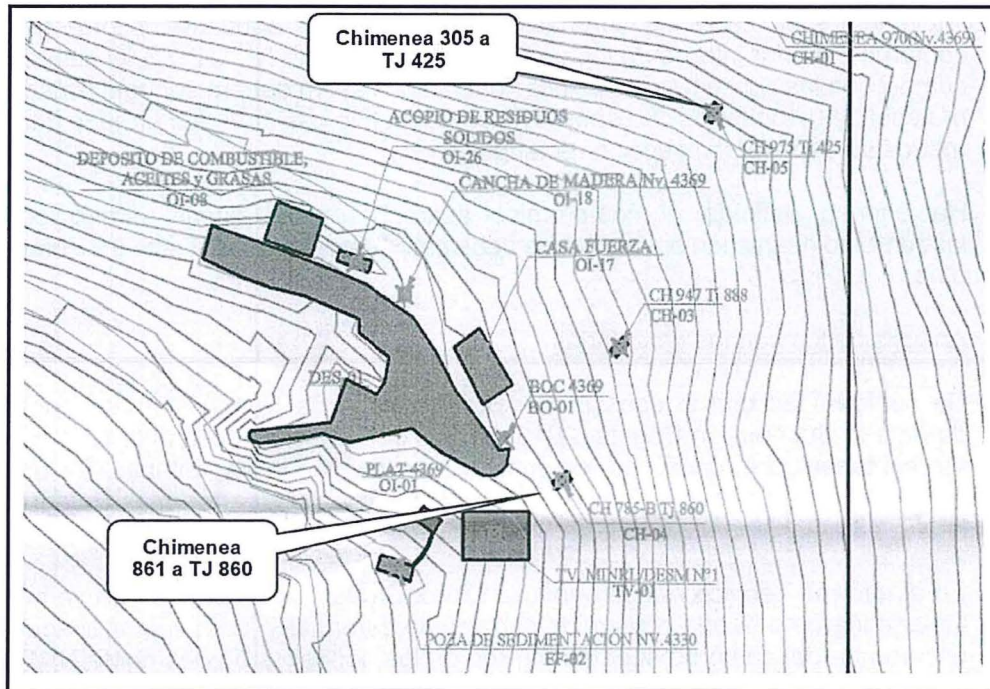 Chimenea 305 a
TJ 425
CHIMENEA 970(Nv.4369)
CH-01
ACOPIO DE RESIDUOS
SOLIDOS
OI-26
CH 975 Tj 425
CH-05
DEPOSITO DE COMBUSTIBLE,
ACEITES y GRASAS
OI-08
CANCHA DE MADERA/Nv. 4369
OI-18
CASA FUERZA
OI-17
CH 947 Tj 888
CH-03
DES-01
BOC 4369
BO-01
PLAT 4369
OI-01
CH 785-B Tj 860
CH-04
Chimenea
861 a TJ 860
TV. MINRL/DESM Nº1
TV-01
POZA DE SEDIMENTACIÓN NV.4330
EF-02